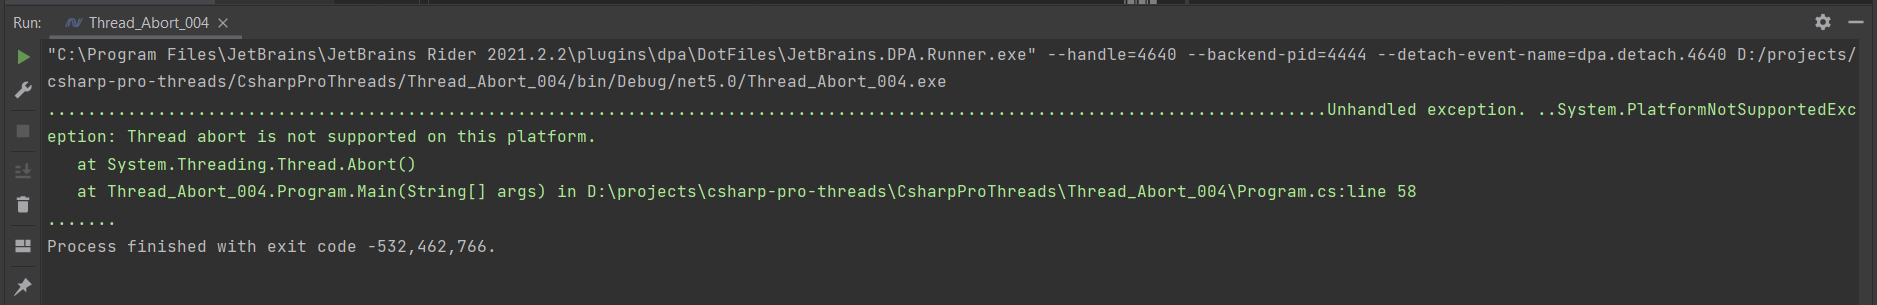 Run: Thread_Abort_004
"C:\Program Files\JetBrains\JetBrains Rider 2021.2.2\plugins\dpa\DotFiles\JetBrains.DPA.Runner.exe" --handle=4640 --backend-pid=4444 --detach-event-name=dpa.detach.4640 D:/projects/
csharp-pro-threads/CsharpProThreads/Thread_Abort_004/bin/Debug/net5.0/Thread_Abort_004.exe
................................................................................................................................Unhandled exception. ..System.PlatformNotSupportedExc
eption: Thread abort is not supported on this platform.
   at System.Threading.Thread.Abort()
   at Thread_Abort_004.Program.Main(String[] args) in D:\projects\csharp-pro-threads\CsharpProThreads\Thread_Abort_004\Program.cs:line 58
.......
Process finished with exit code -532,462,766.